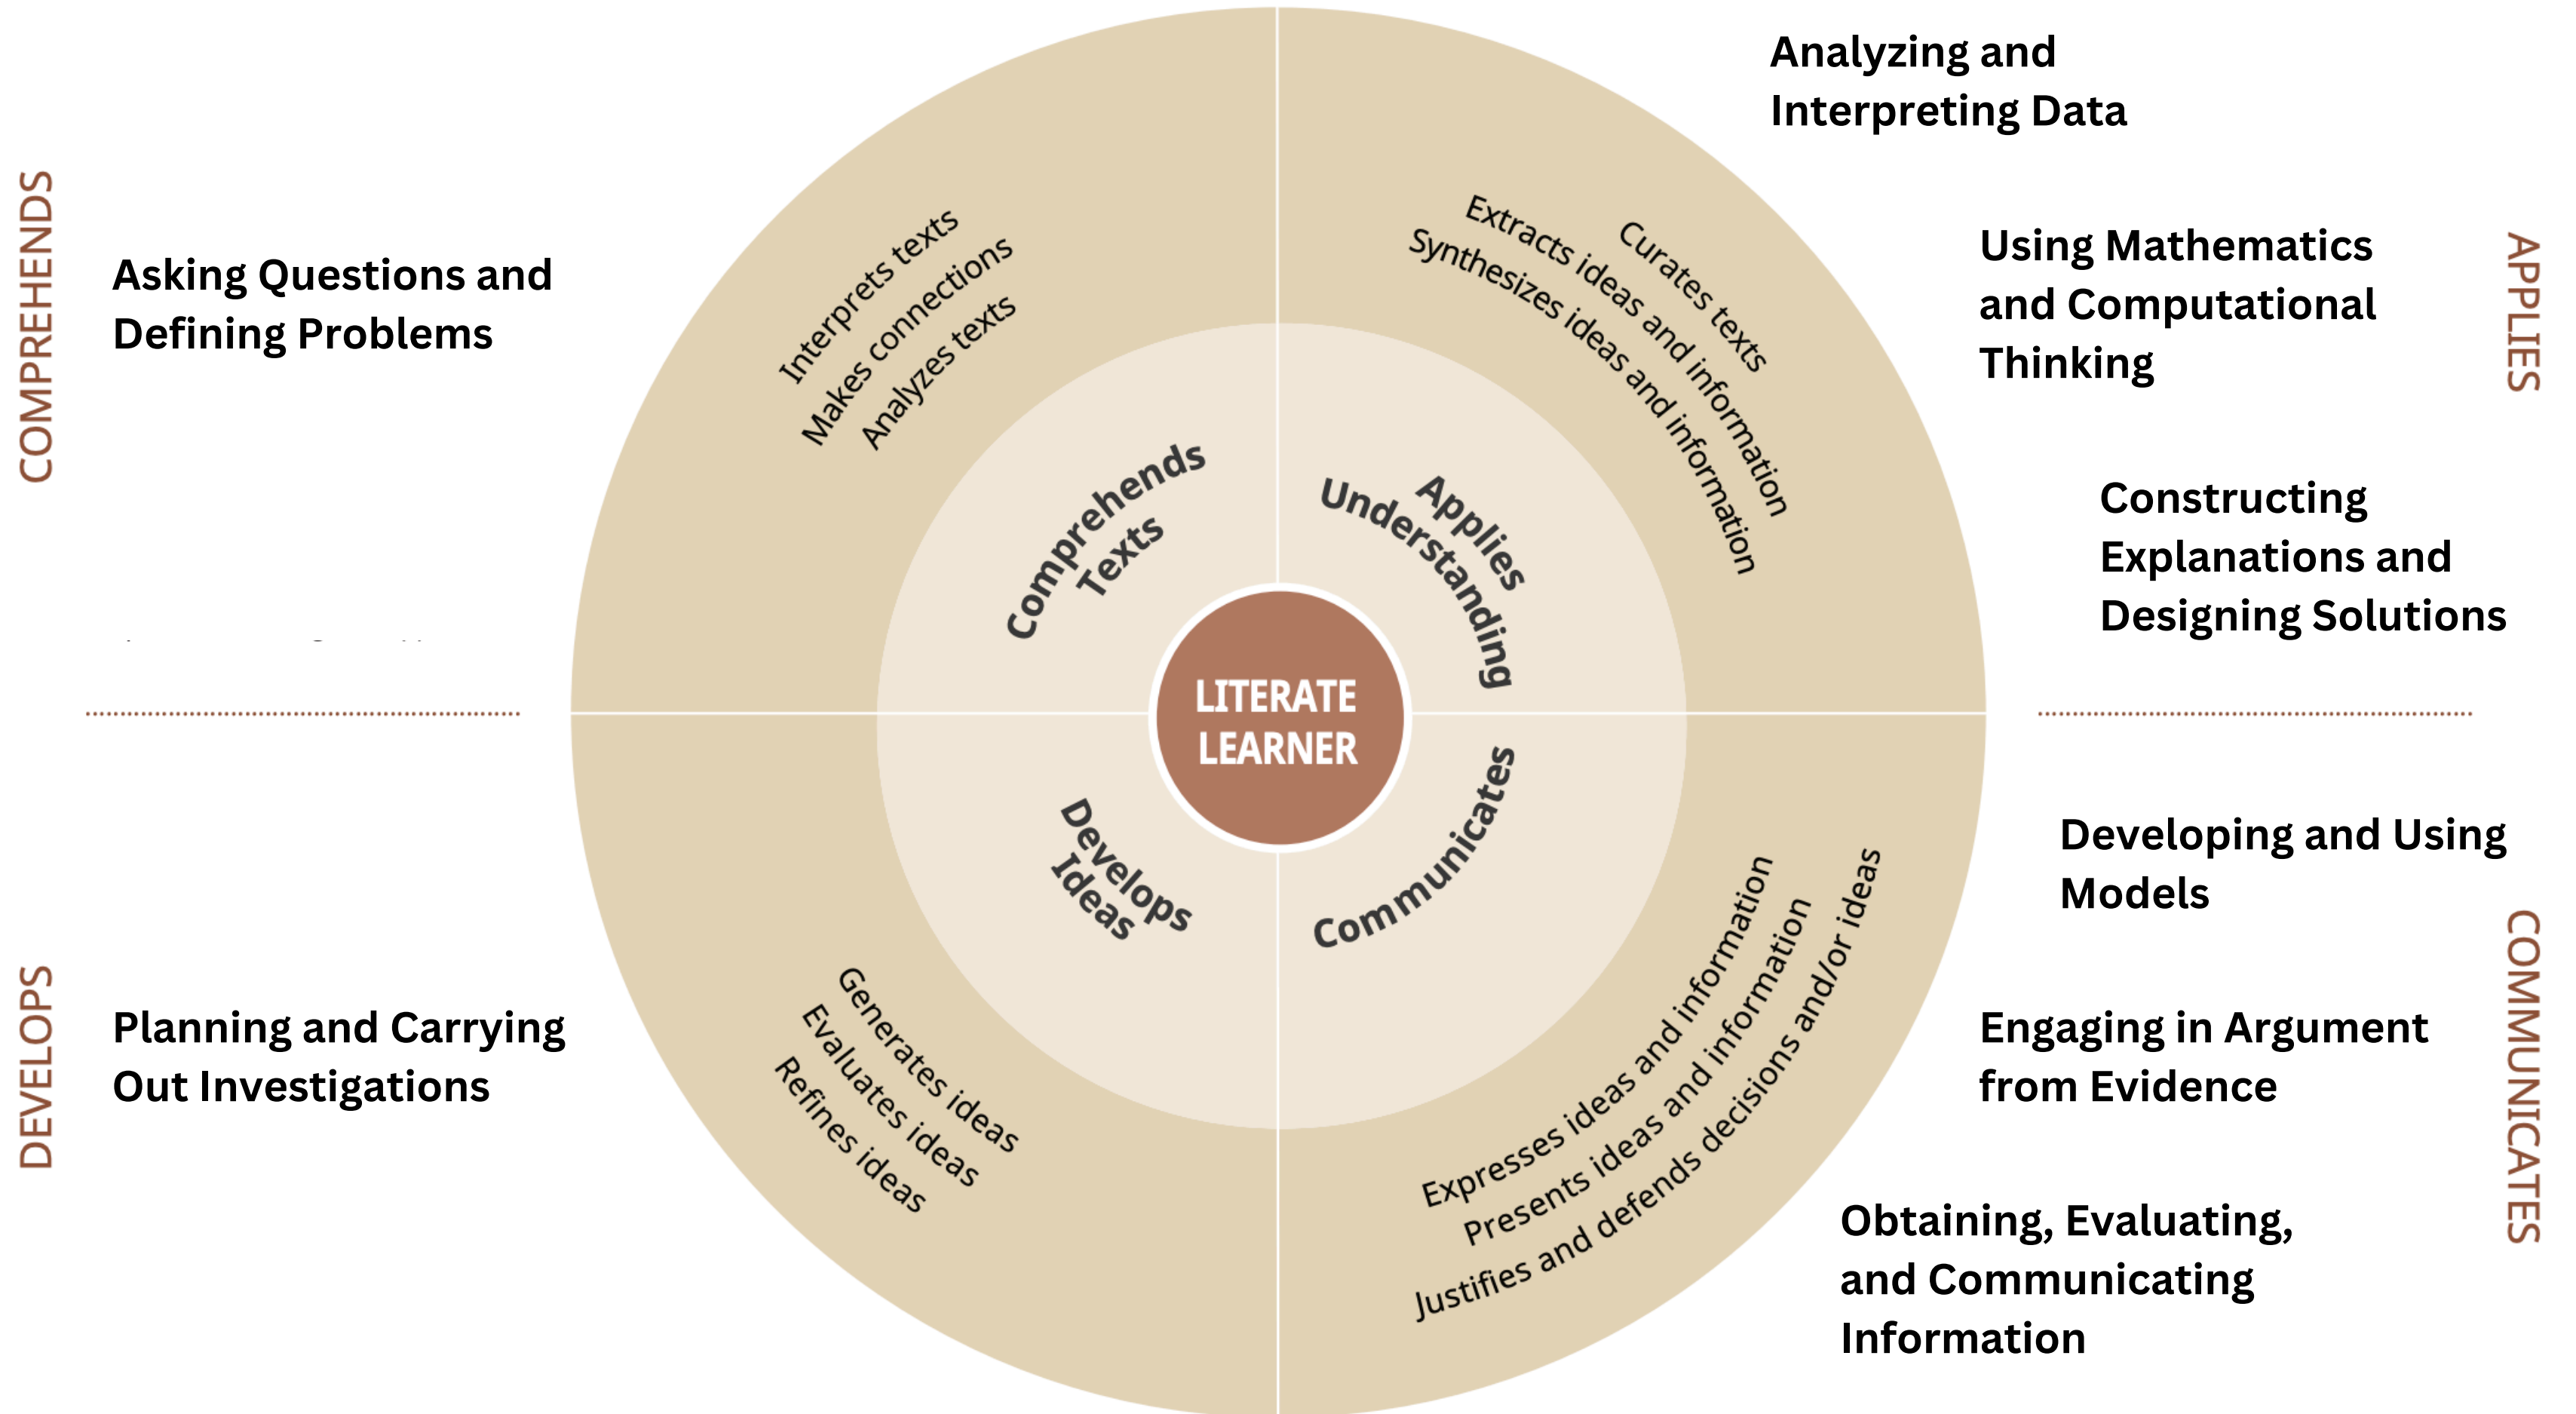 COMPREHENDS
Asking Questions and
Defining Problems
Interprets texts
Makes connections
Analyzes texts
Comprehends
Texts
Analyzing and
Interpreting Data
Using Mathematics
and Computational
Thinking
Constructing
Explanations and
Designing Solutions
APPLIES
Curates texts
Extracts ideas and information
Synthesizes ideas and information
Applies
Understanding
LITERATE
LEARNER
DEVELOPS
Planning and Carrying
Out Investigations
Develops
Ideas
Generates ideas
Evaluates ideas
Refines ideas
Communicates
Expresses ideas and information
Presents ideas and information
Justifies and defends decisions and/or ideas
Developing and Using
Models
Engaging in Argument
from Evidence
Obtaining, Evaluating,
and Communicating
Information
COMMUNICATES